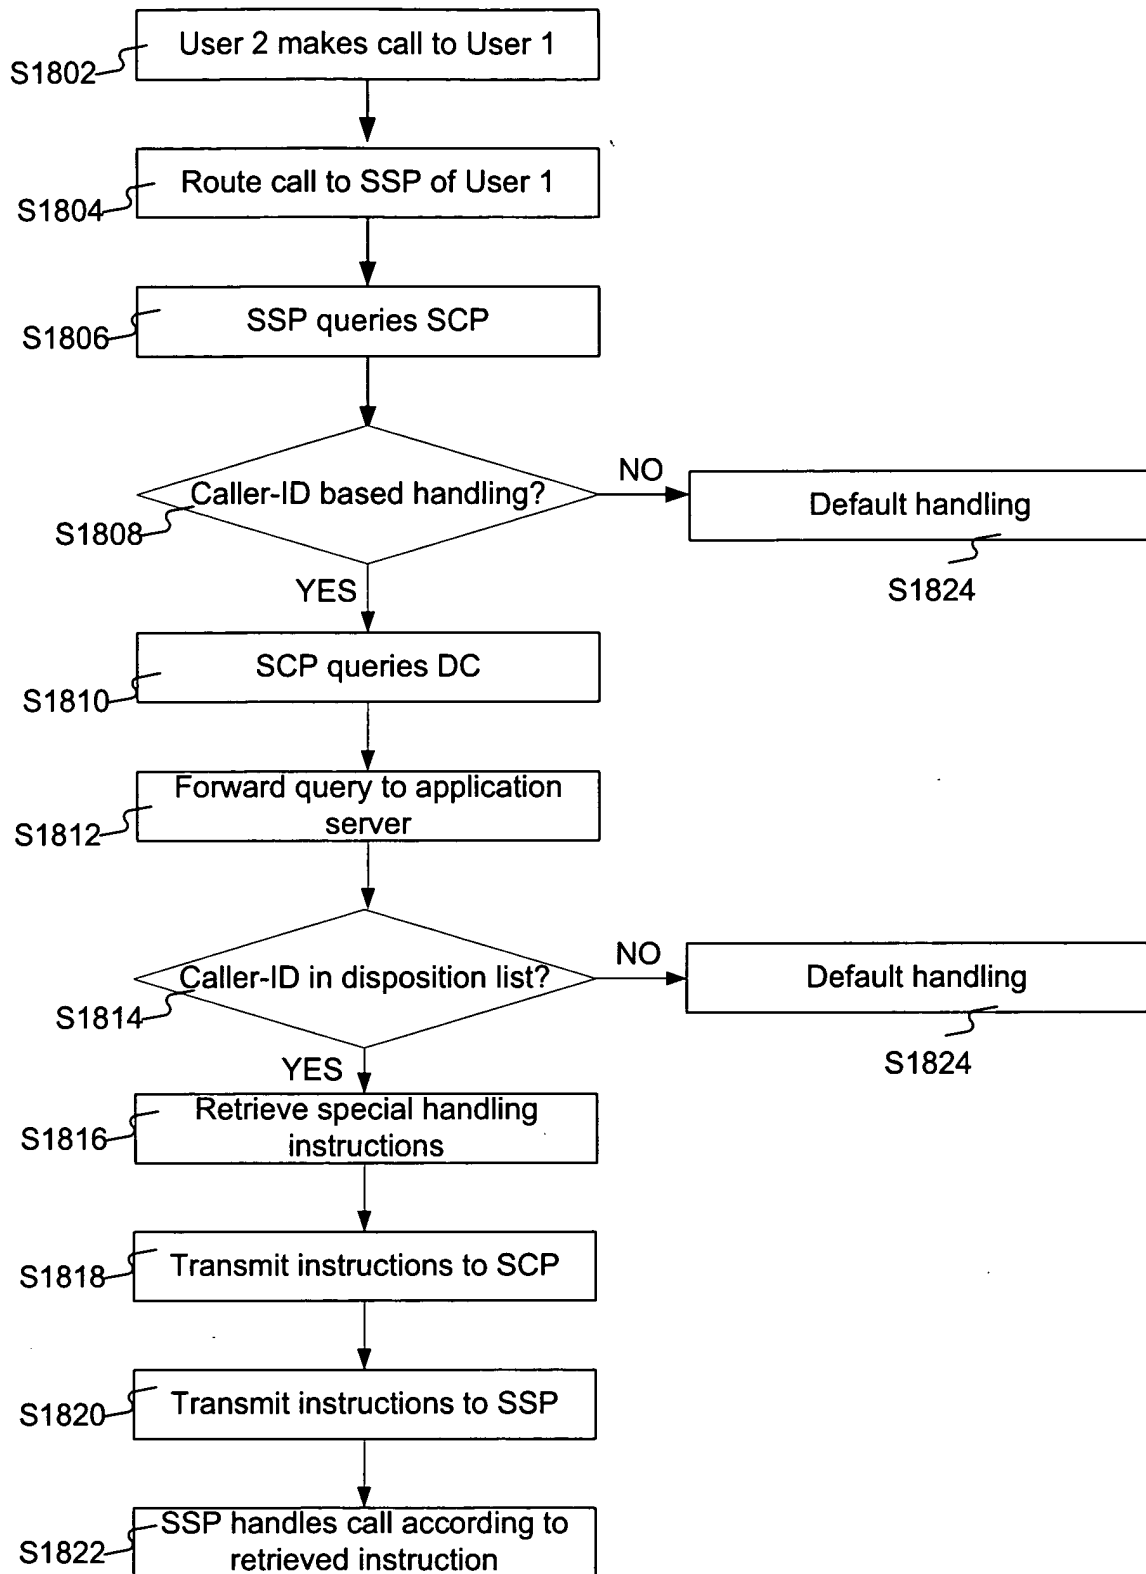 User 2 makes call to User 1
S1802
Route call to SSP of User 1
S1804
SSP queries SCP
S1806
Caller-ID based handling?
NO
Default handling
S1808
S1824
YES
SCP queries DC
S1810
Forward query to application
server
S1812
Caller-ID in disposition list?
NO
Default handling
S1814
S1824
YES
Retrieve special handling
instructions
S1816
Transmit instructions to SCP
S1818
Transmit instructions to SSP
S1820
SSP handles call according to
retrieved instruction
S1822